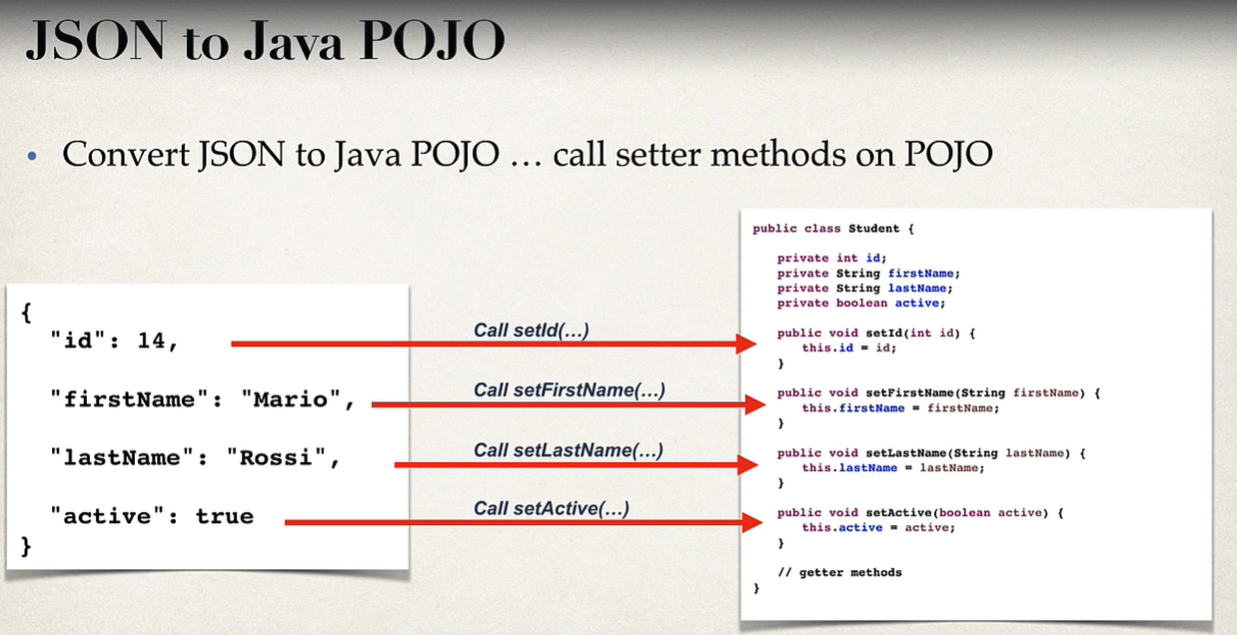 JSON to Java POJO
• Convert JSON to Java POJO … call setter methods on POJO
{
"id": 14,
"firstName": "Mario",
"lastName": "Rossi",
"active": true
}
Call setId(…)
Call setFirstName(…)
Call setLastName(…)
Call setActive(…)
public class Student {
private int id;
private String firstName;
private String lastName;
private boolean active;
public void setId(int id) {
this.id = id;
}
public void setFirstName(String firstName) {
this.firstName = firstName;
}
public void setLastName(String lastName) {
this.lastName = lastName;
}
public void setActive(boolean active) {
this.active = active;
}
// getter methods
}